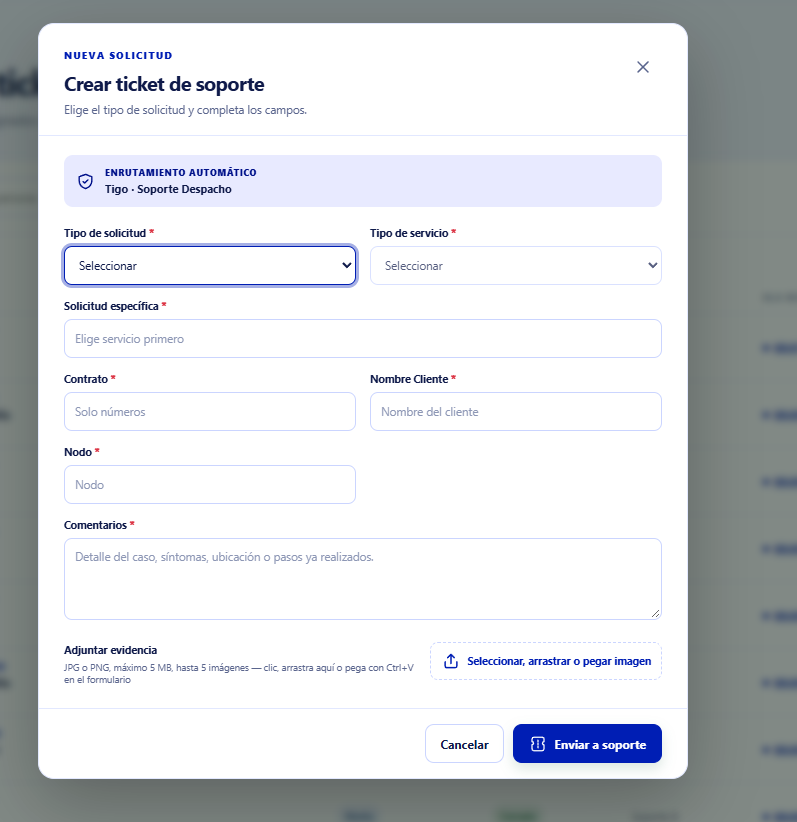 NUEVA SOLICITUD
Crear ticket de soporte
Elige el tipo de solicitud y completa los campos.
ENRUTAMIENTO AUTOMÁTICO
Tigo · Soporte Despacho
Tipo de solicitud *
Tipo de servicio *
Seleccionar
Seleccionar
Solicitud específica *
Elige servicio primero
Contrato *
Nombre Cliente *
Solo números
Nombre del cliente
Nodo *
Nodo
Comentarios *
Detalle del caso, síntomas, ubicación o pasos ya realizados.
Adjuntar evidencia
JPG o PNG, máximo 5 MB, hasta 5 imágenes — clic, arrastra aquí o pega con Ctrl+V
en el formulario
Seleccionar, arrastrar o pegar imagen
Cancelar
Enviar a soporte